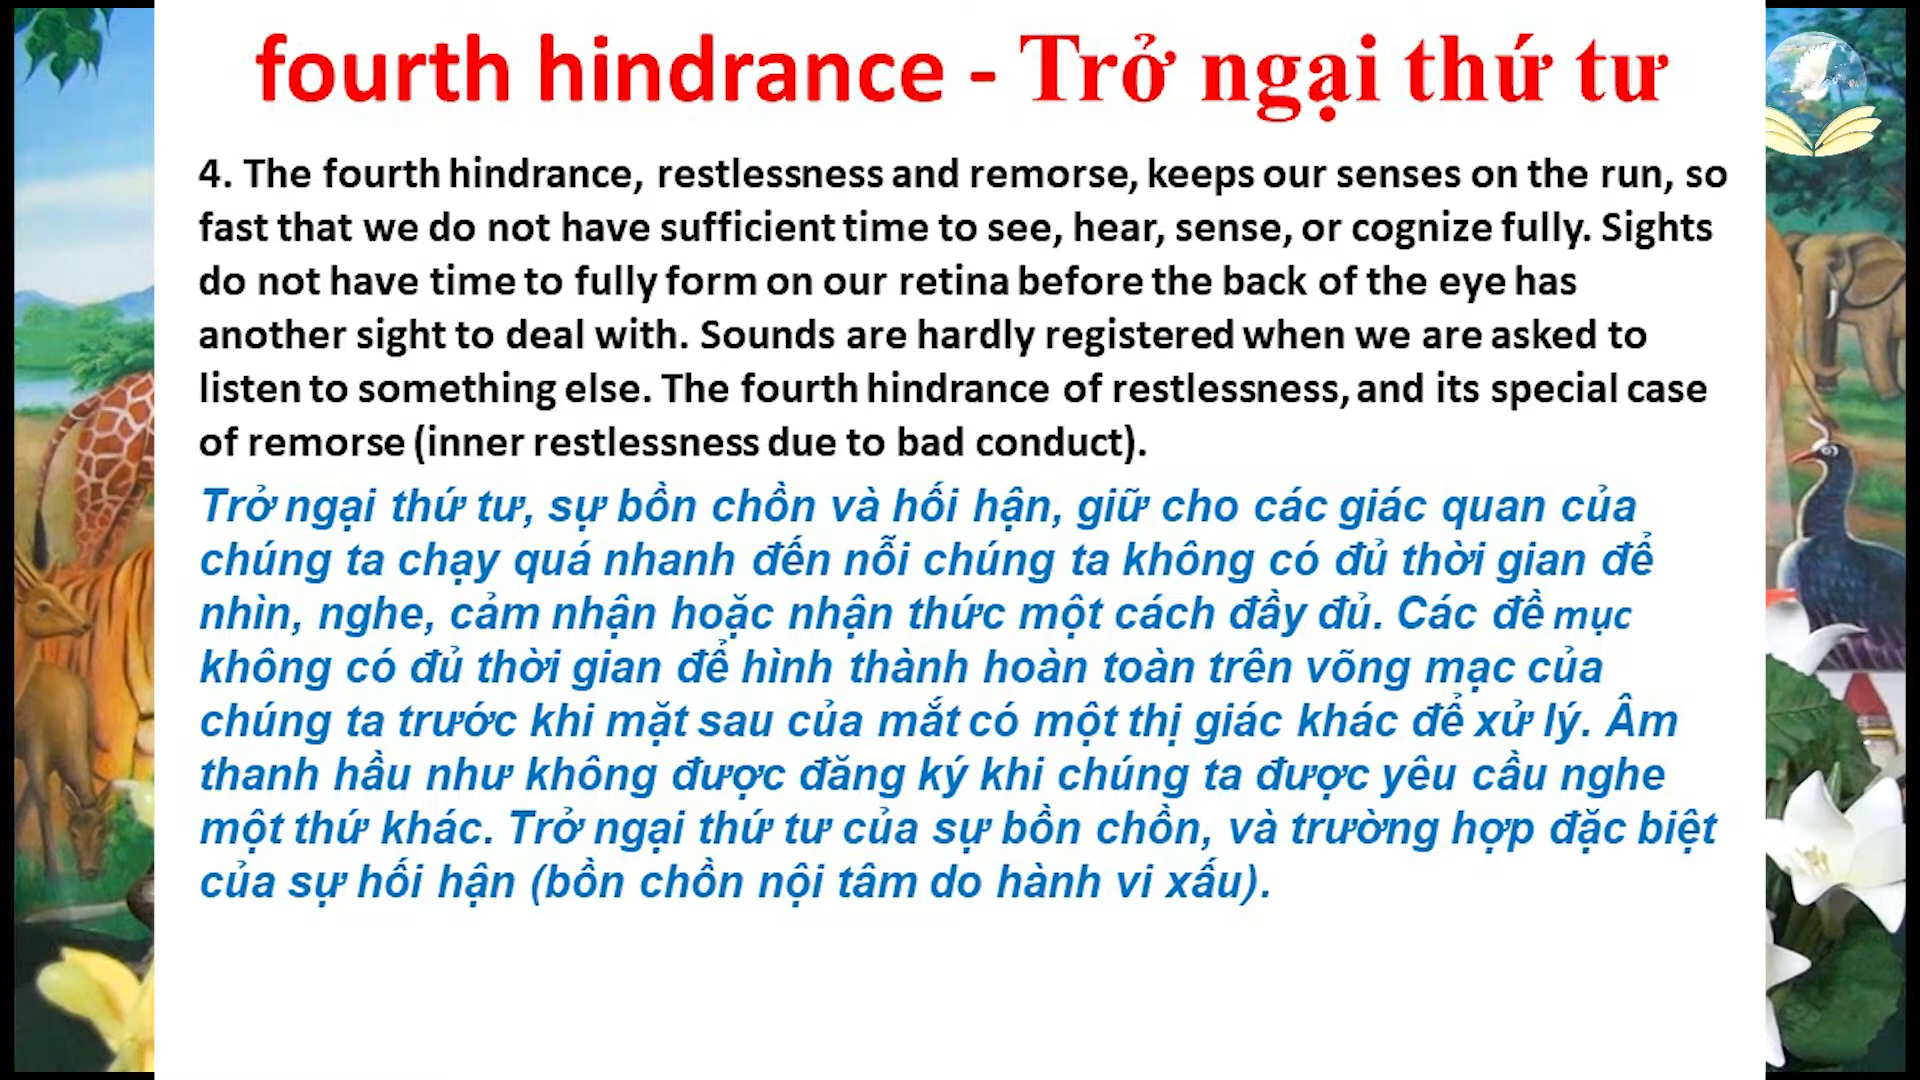 fourth hindrance - Trở ngại thứ tư
4. The fourth hindrance, restlessness and remorse, keeps our senses on the run, so
fast that we do not have sufficient time to see, hear, sense, or cognize fully. Sights
do not have time to fully form on our retina before the back of the eye has
another sight to deal with. Sounds are hardly registered when we are asked to
listen to something else. The fourth hindrance of restlessness, and its special case
of remorse (inner restlessness due to bad conduct).
Trở ngại thứ tư, sự bồn chồn và hối hận, giữ cho các giác quan của
chúng ta chạy quá nhanh đến nỗi chúng ta không có đủ thời gian để
nhìn, nghe, cảm nhận hoặc nhận thức một cách đầy đủ. Các đề mục
không có đủ thời gian để hình thành hoàn toàn trên võng mạc của
chúng ta trước khi mặt sau của mắt có một thị giác khác để xử lý. Âm
thanh hầu như không được đăng ký khi chúng ta được yêu cầu nghe
một thứ khác. Trở ngại thứ tư của sự bồn chồn, và trường hợp đặc biệt
của sự hối hận (bồn chồn nội tâm do hành vi xấu).